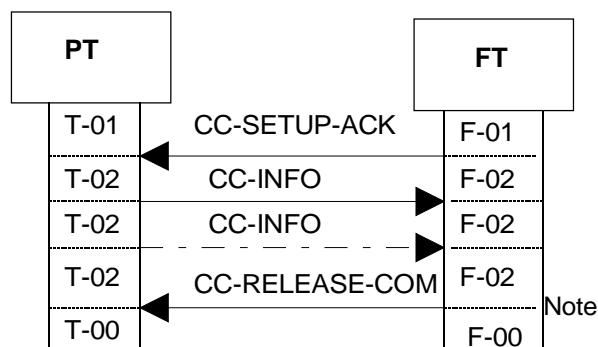 PT
FT
T-01 CC-SETUP-ACK F-01
T-02 CC-INFO F-02
T-02 CC-INFO F-02
T-02 CC-RELEASE-COM F-02
Note
T-00 F-00